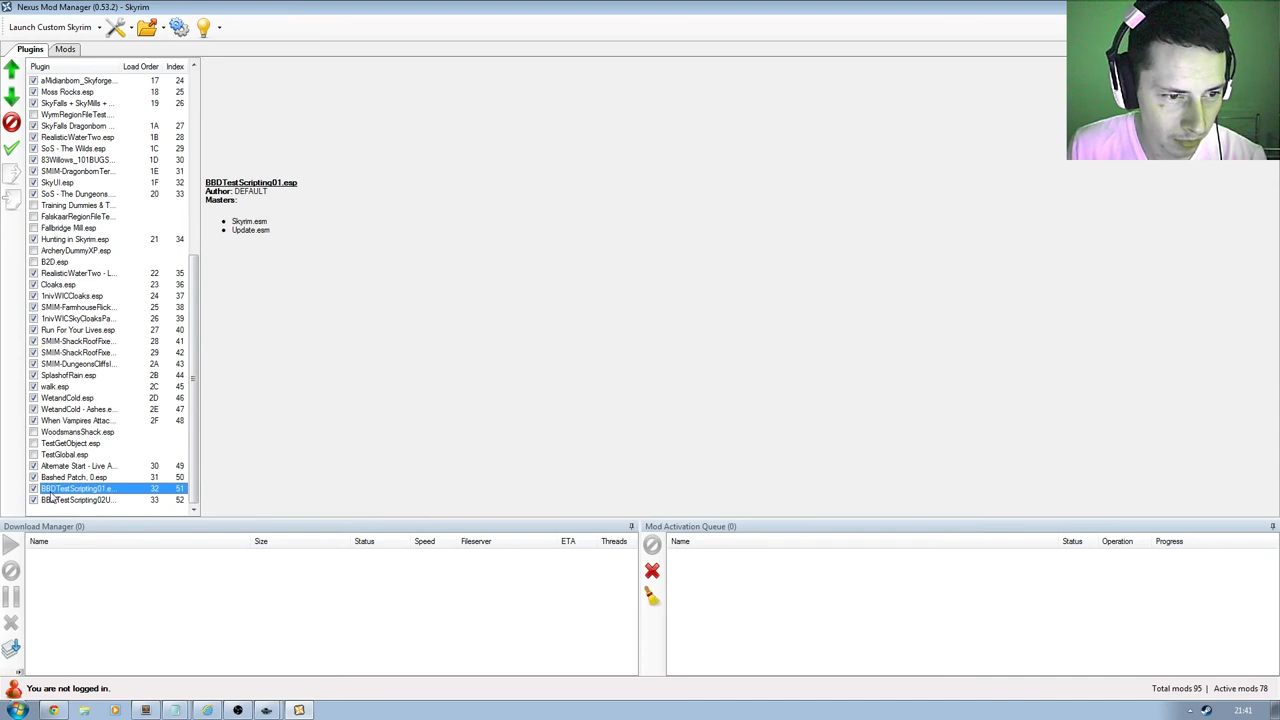 Nexus Mod Manager (0.53.2) - Skyrim
Launch Custom Skyrim
Plugins Mods
Plugin Load Order Index
aMidianborn_Skyforge... 17 24
Moss Rocks.esp 18 25
SkyFalls + SkyMills + ... 19 26
WyrmRegionFileTest....
SkyFalls Dragonborn ... 1A 27
RealisticWaterTwo.esp 1B 28
SoS - The Wilds.esp 1C 29
83Willows_101BUGS... 1D 30
SMIM-DragonbornTer... 1E 31
SkyUI.esp 1F 32
SoS - The Dungeons.... 20 33
Training Dummies & T...
FalskaarRegionFileTe...
Fallbridge Mill.esp
Hunting in Skyrim.esp 21 34
ArcheryDummyXP.esp
B2D.esp
RealisticWaterTwo - L... 22 35
Cloaks.esp 23 36
1nivWICCloaks.esp 24 37
SMIM-FarmhouseFlick... 25 38
1nivWICSkyCloaksPa... 26 39
Run For Your Lives.esp 27 40
SMIM-ShackRoofFixe... 28 41
SMIM-ShackRoofFixe... 29 42
SMIM-DungeonsCliffsI... 2A 43
SplashofRain.esp 2B 44
walk.esp 2C 45
WetandCold.esp 2D 46
WetandCold - Ashes.e... 2E 47
When Vampires Attac... 2F 48
WoodsmansShack.esp
TestGetObject.esp
TestGlobal.esp
Alternate Start - Live A... 30 49
Bashed Patch, 0.esp 31 50
BBDTestScripting01.e... 32 51
BBDTestScripting02U... 33 52
BBDTestScripting01.esp
Author: DEFAULT
Masters:
Skyrim.esm
Update.esm
Download Manager (0)
Name Size Status Speed Fileserver ETA Threads
Mod Activation Queue (0)
Name Status Operation Progress
You are not logged in.
Total mods 95 Active mods 78
21:41